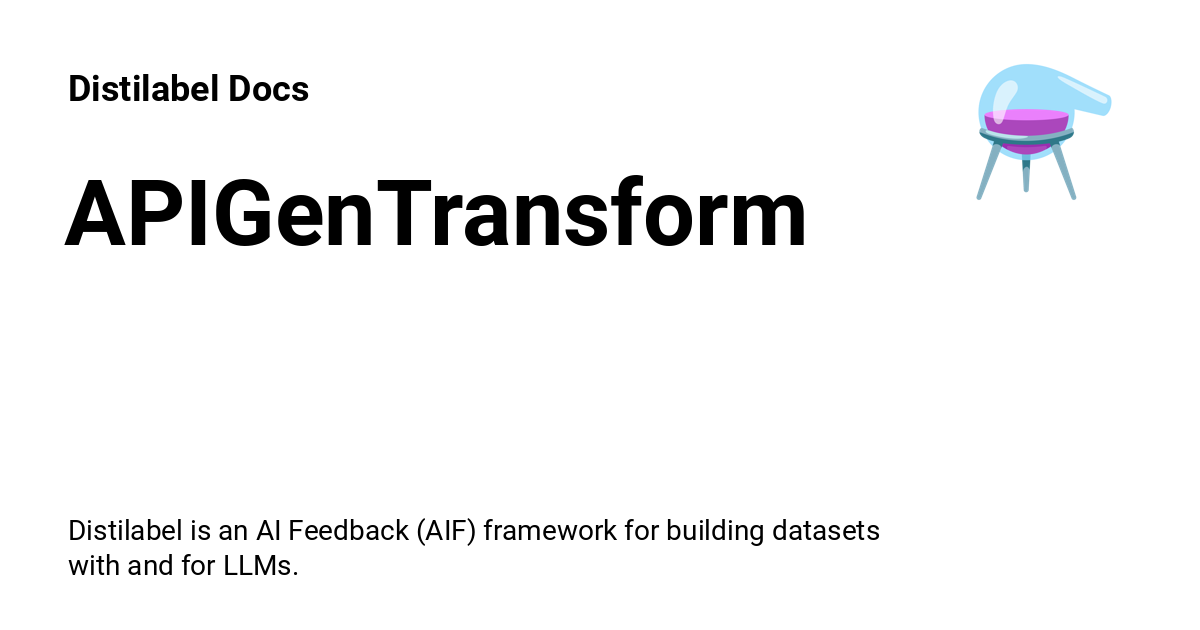 Distilabel Docs
APIGenTransform
Distilabel is an AI Feedback (AIF) framework for building datasets
with and for LLMs.